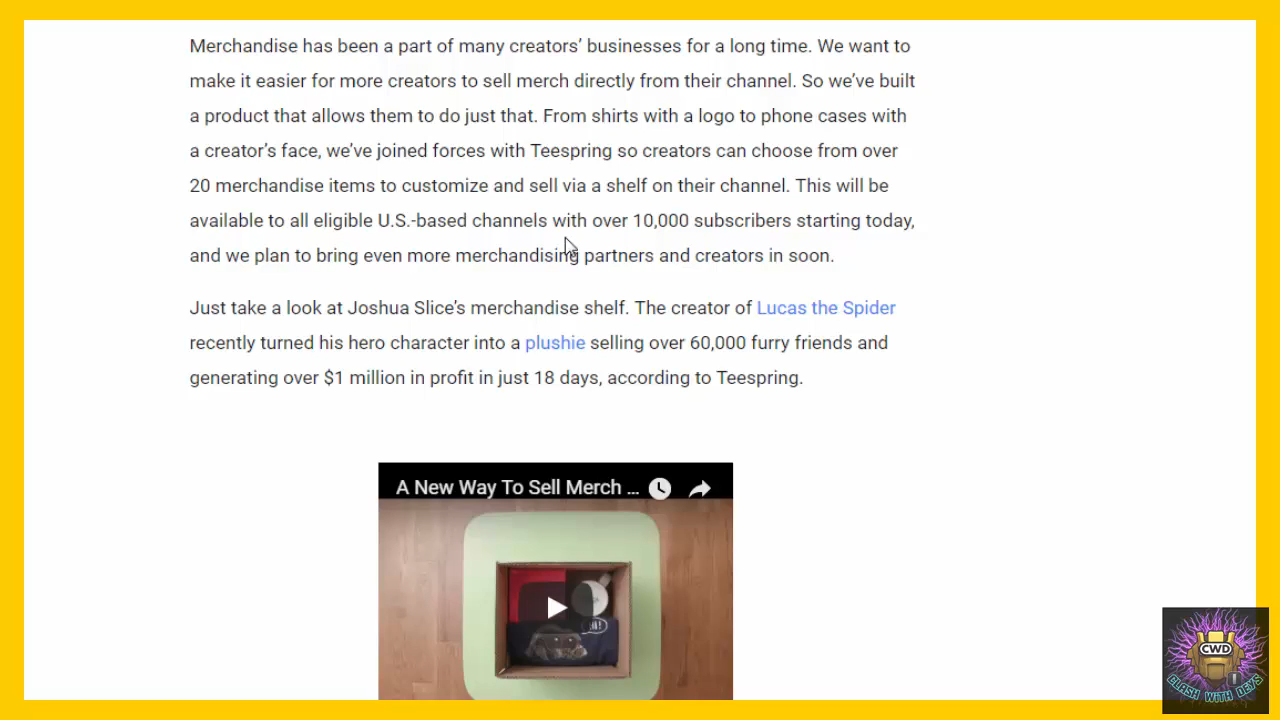 Merchandise has been a part of many creators’ businesses for a long time. We want to
make it easier for more creators to sell merch directly from their channel. So we’ve built
a product that allows them to do just that. From shirts with a logo to phone cases with
a creator’s face, we’ve joined forces with Teespring so creators can choose from over
20 merchandise items to customize and sell via a shelf on their channel. This will be
available to all eligible U.S.-based channels with over 10,000 subscribers starting today,
and we plan to bring even more merchandising partners and creators in soon.
Just take a look at Joshua Slice’s merchandise shelf. The creator of Lucas the Spider
recently turned his hero character into a plushie selling over 60,000 furry friends and
generating over $1 million in profit in just 18 days, according to Teespring.
A New Way To Sell Merch ...
CWD
CLASH WITH DEYS